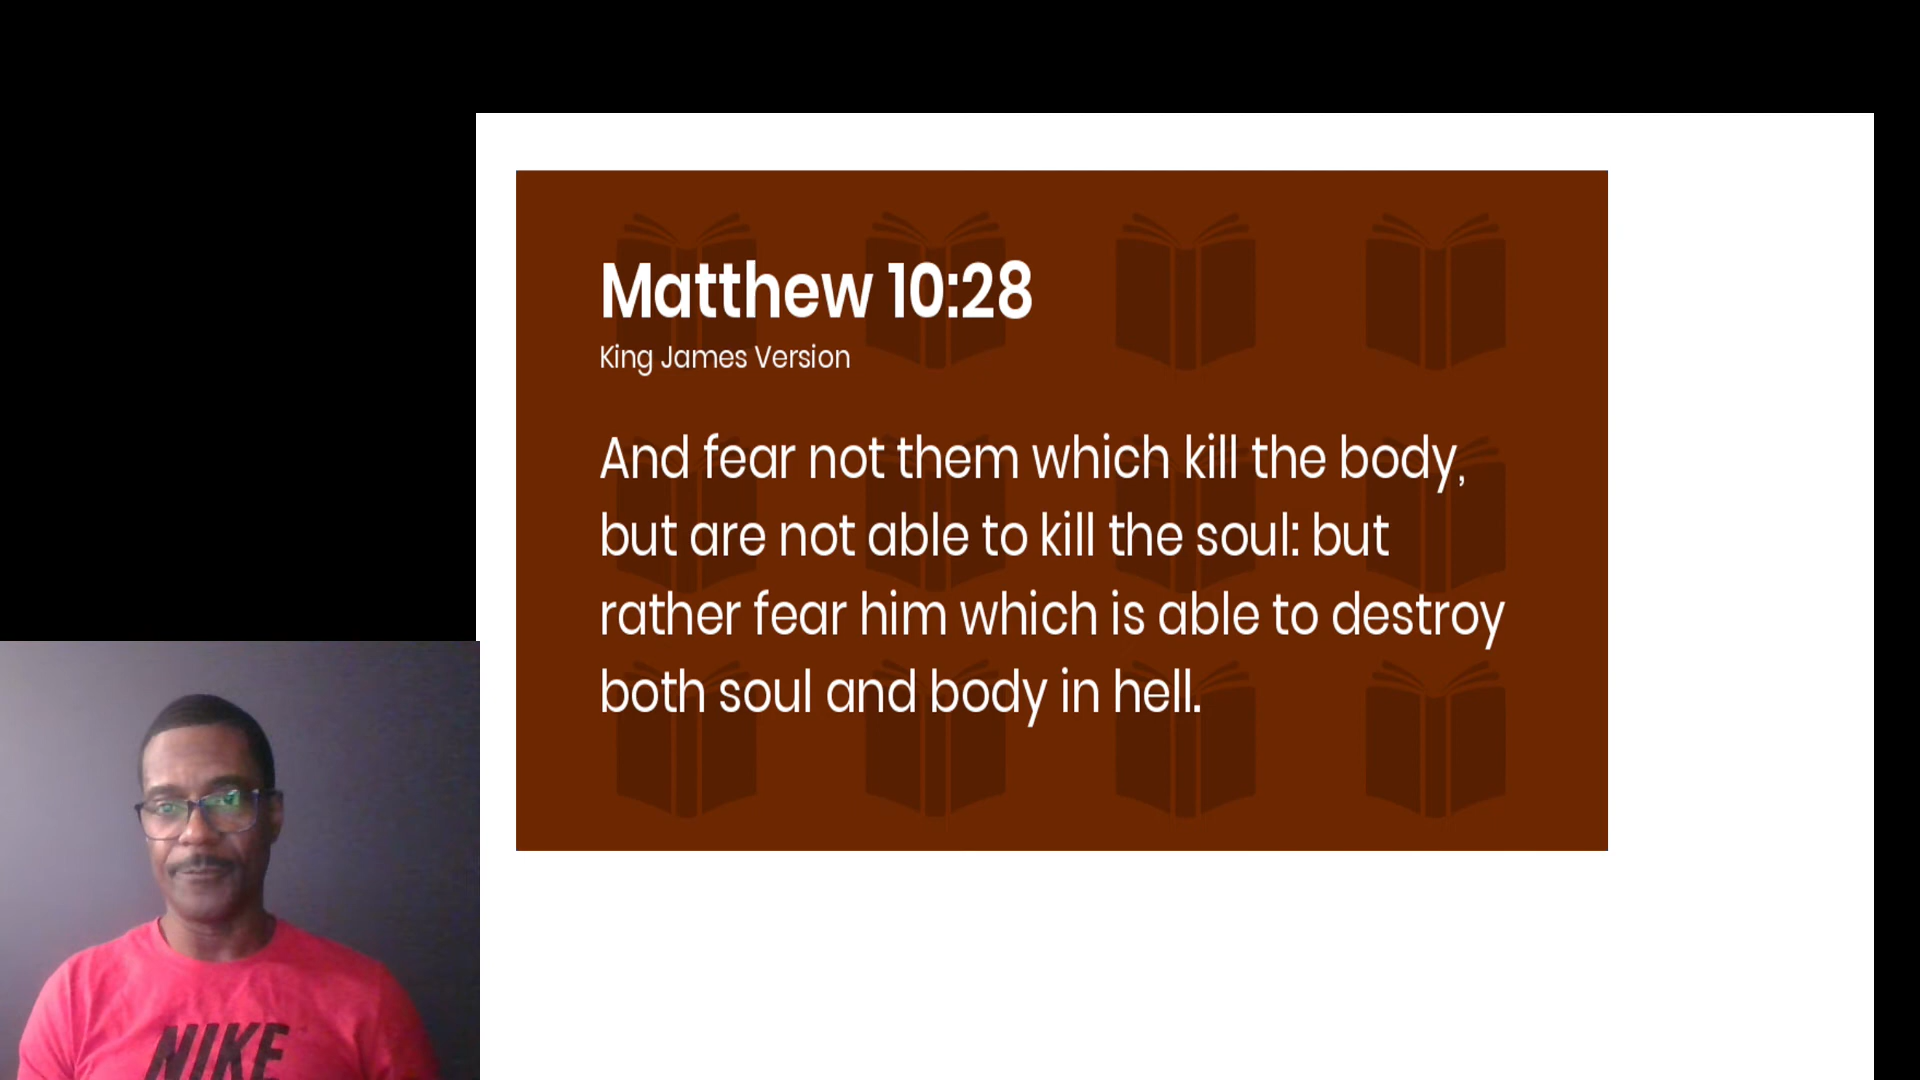 Matthew 10:28
King James Version
And fear not them which kill the body,
but are not able to kill the soul: but
rather fear him which is able to destroy
both soul and body in hell.
NIKE